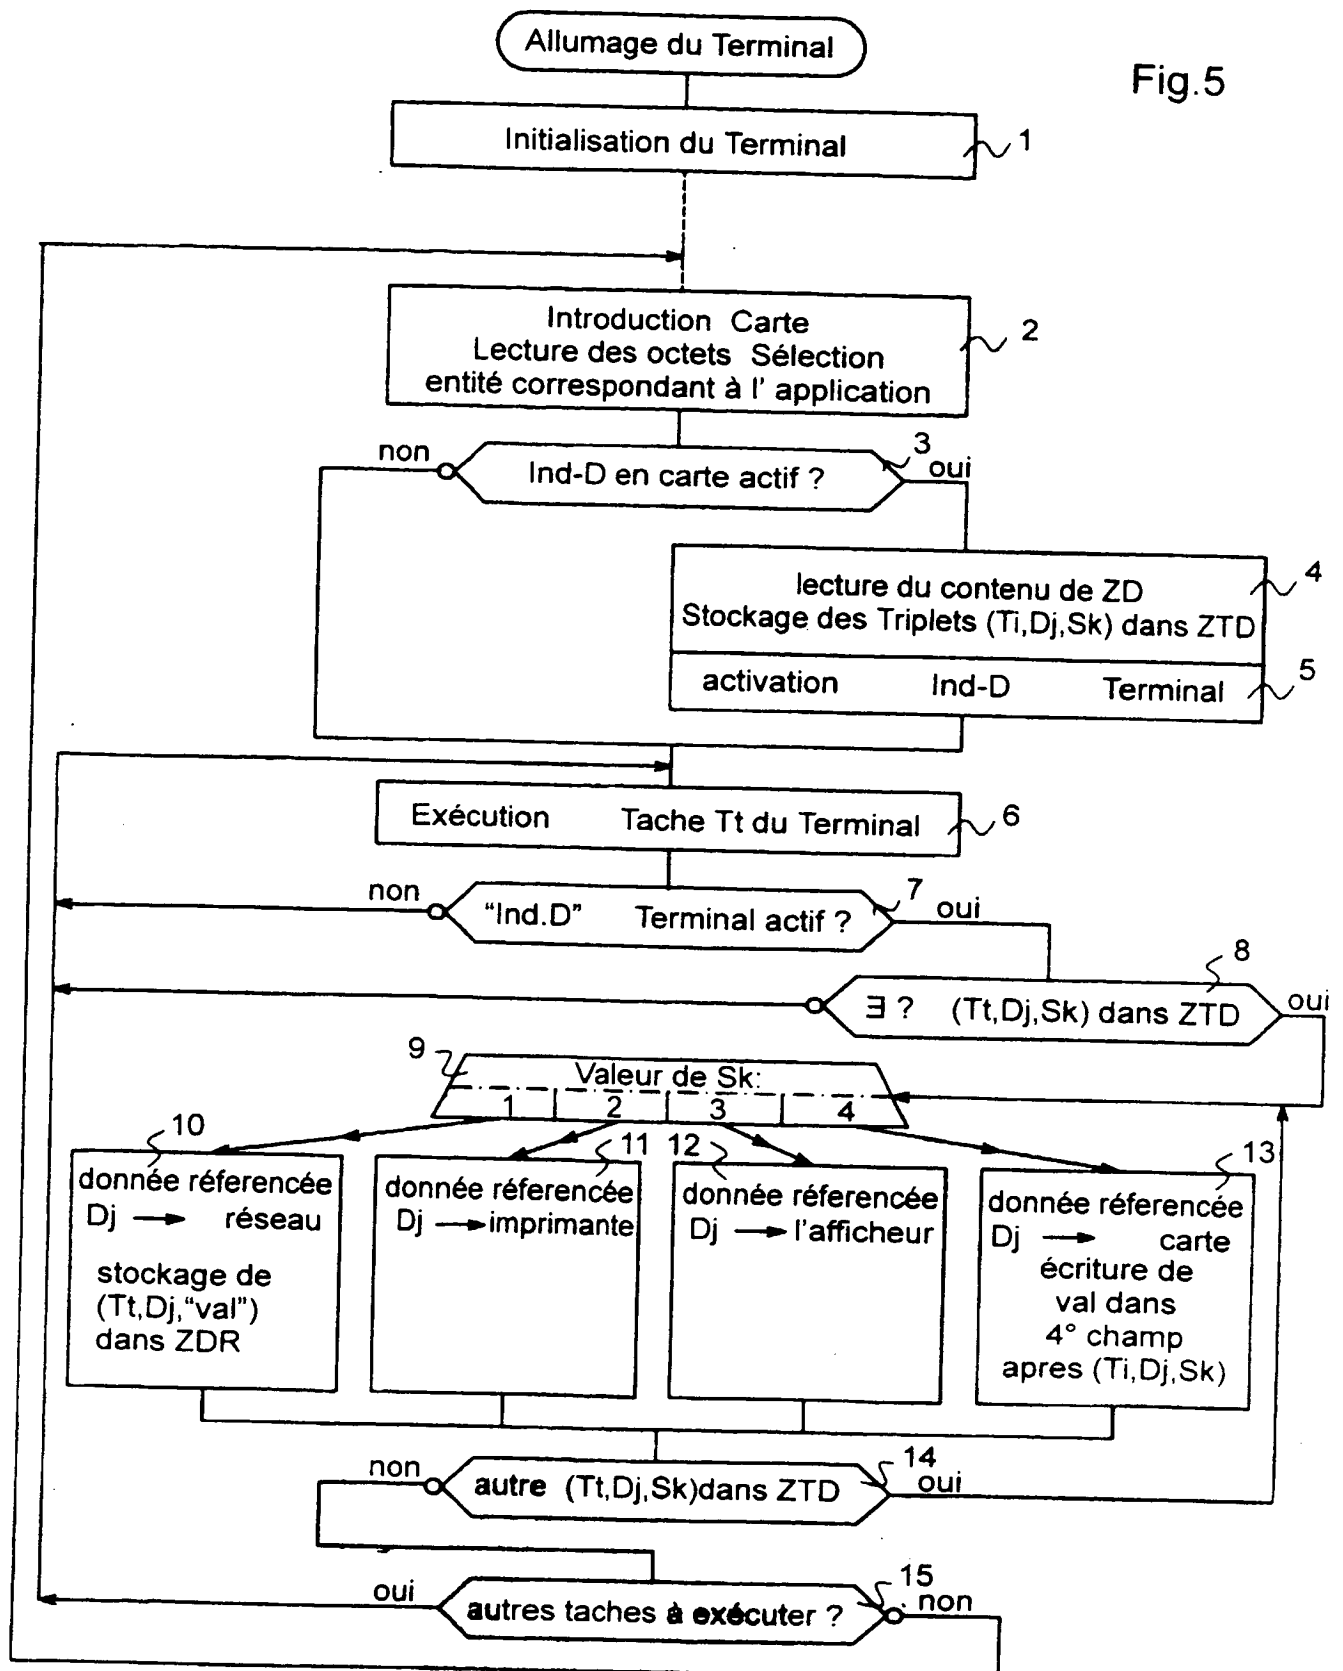 Allumage du Terminal
Fig.5
Initialisation du Terminal
1
Introduction Carte
Lecture des octets Sélection
entité correspondant à l' application
2
non
Ind-D en carte actif ?
3
oui
lecture du contenu de ZD
Stockage des Triplets (Ti,Dj,Sk) dans ZTD
4
activation Ind-D Terminal
5
Exécution Tache Tt du Terminal
6
non
“Ind.D” Terminal actif ?
7
oui
8
∃ ? (Tt,Dj,Sk) dans ZTD
oui
9
Valeur de Sk:
1 2 3 4
10
donnée réferencée
Dj → réseau
stockage de
(Tt,Dj,“val”)
dans ZDR
11
donnée réferencée
Dj → imprimante
12
donnée réferencée
Dj → l'afficheur
13
donnée réferencée
Dj → carte
écriture de
val dans
4° champ
apres (Ti,Dj,Sk)
non
autre (Tt,Dj,Sk)dans ZTD
14
oui
oui
autres taches à exécuter ?
15
non